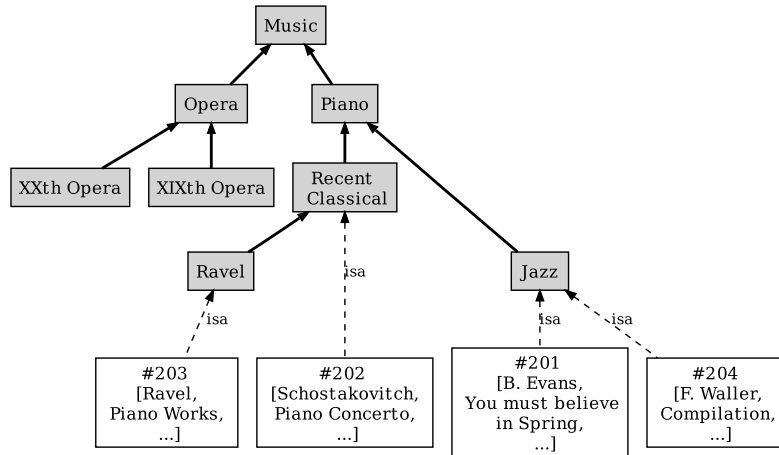 Music
Opera
Piano
XXth Opera
XIXth Opera
Recent
Classical
Ravel
isa
Jazz
isa
isa
isa
#203
[Ravel,
Piano Works,
...]
#202
[Schostakovitch,
Piano Concerto,
...]
#201
[B. Evans,
You must believe
in Spring,
...]
#204
[F. Waller,
Compilation,
...]